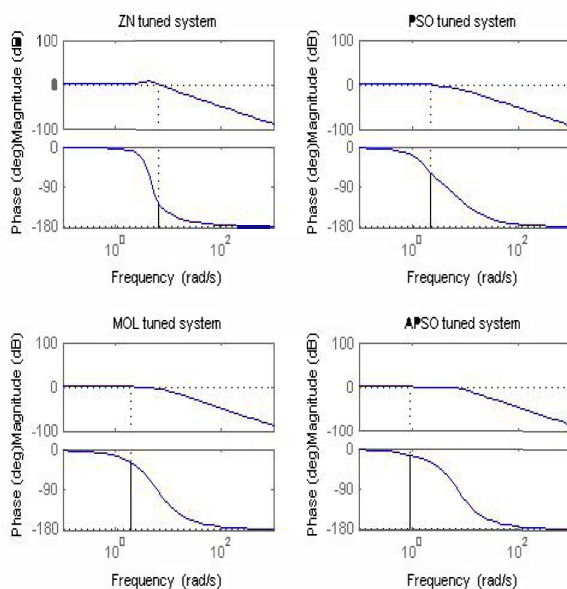 ZN tuned system
PSO tuned system
Phase (deg)Magnitude (dB)
100
0
-100
0
-90
-180
10^0
10^2
Frequency (rad/s)
Phase (deg)Magnitude (dB)
100
0
-100
0
-90
-180
10^0
10^2
Frequency (rad/s)
MOL tuned system
APSO tuned system
Phase (deg)Magnitude (dB)
100
0
-100
0
-90
-180
10^0
10^2
Frequency (rad/s)
Phase (deg)Magnitude (dB)
100
0
-100
0
-90
-180
10^0
10^2
Frequency (rad/s)